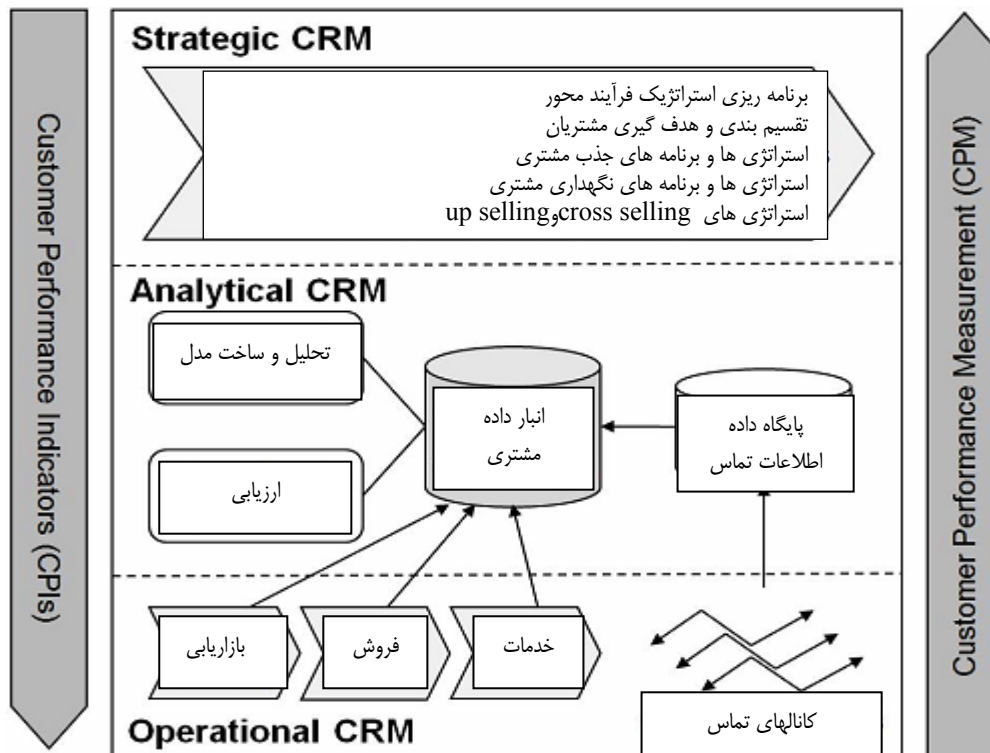 Customer Performance Indicators (CPIs)
Strategic CRM
برنامه ریزی استراتژیک فرآیند محور
تقسیم بندی و هدف گیری مشتریان
استراتژی ها و برنامه های جذب مشتری
استراتژی ها و برنامه های نگهداری مشتری
استراتژی های cross selling و up selling
Analytical CRM
تحلیل و ساخت مدل
ارزیابی
انبار داده
مشتری
پایگاه داده
اطلاعات تماس
بازاریابی
فروش
خدمات
کانالهای تماس
Operational CRM
Customer Performance Measurement (CPM)